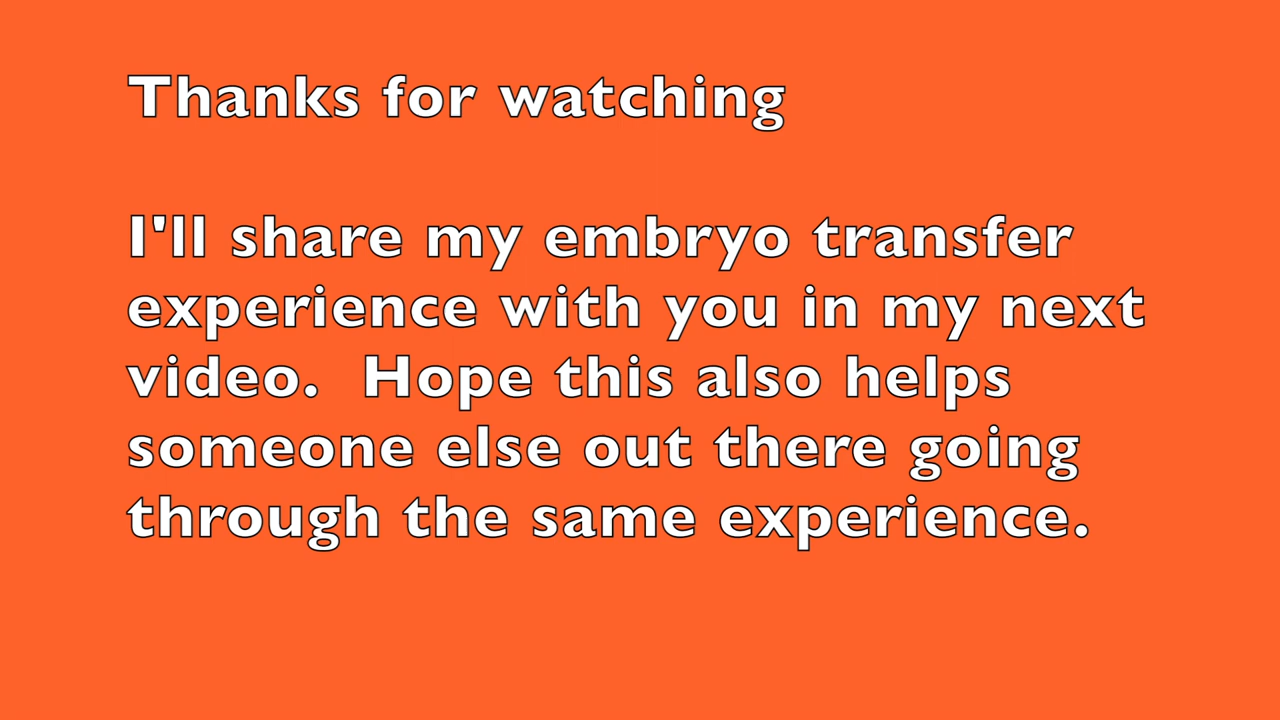 Thanks for watching
I'll share my embryo transfer
experience with you in my next
video.  Hope this also helps
someone else out there going
through the same experience.